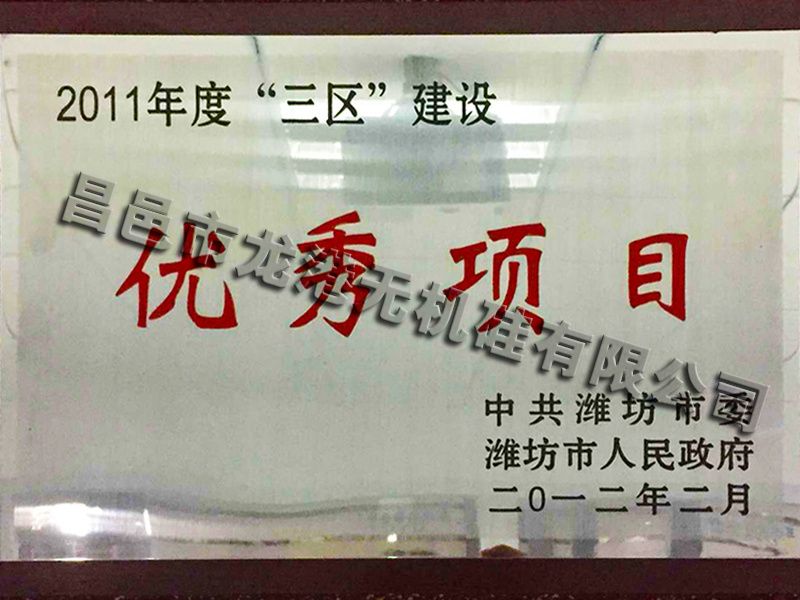 2011年度“三区”建设
优秀项目
昌邑市龙港无机硅有限公司
中共潍坊市委
潍坊市人民政府
二0一二年二月